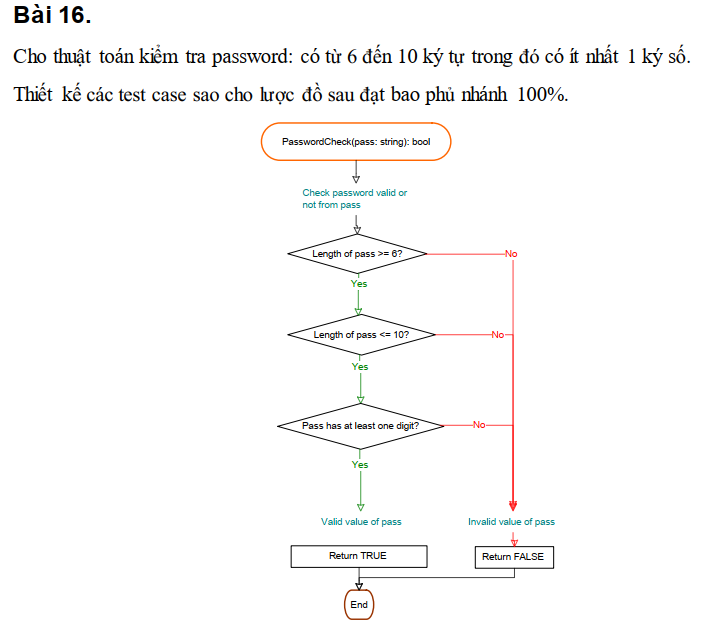 Bài 16.
Cho thuật toán kiểm tra password: có từ 6 đến 10 ký tự trong đó có ít nhất 1 ký số.
Thiết kế các test case sao cho lược đồ sau đạt bao phủ nhánh 100%.
PasswordCheck(pass: string): bool
Check password valid or
not from pass
Length of pass >= 6?
No
Yes
Length of pass <= 10?
No
Yes
Pass has at least one digit?
No
Yes
Valid value of pass
Invalid value of pass
Return TRUE
Return FALSE
End